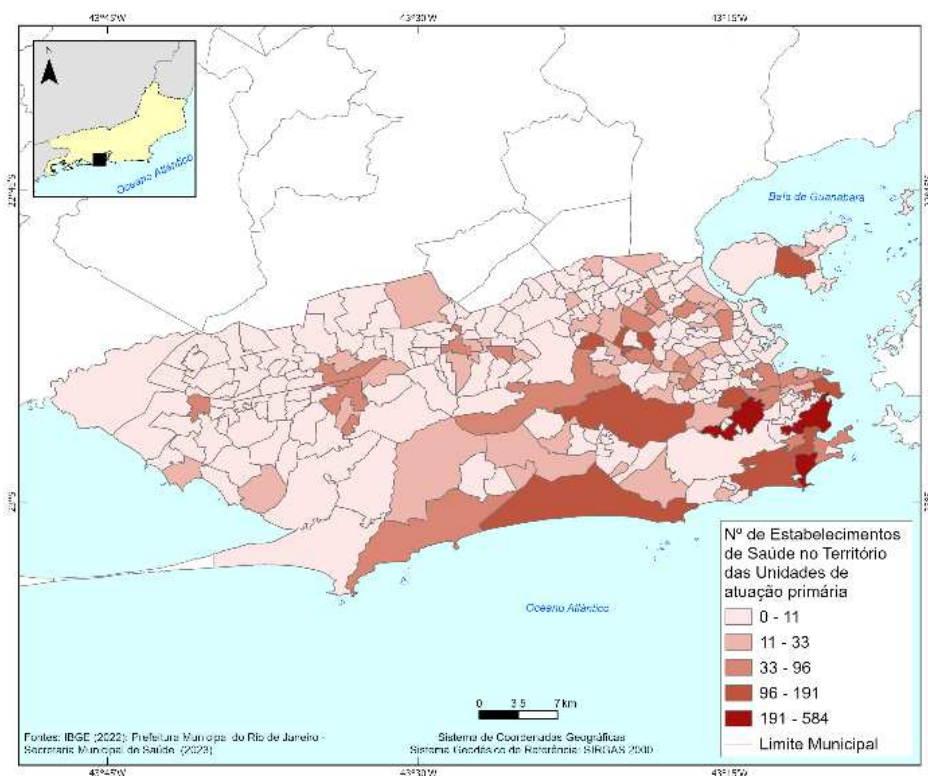 43°45'W 43°30'W 43°15'W
N
Oceano Atlântico
Baía de Guanabara
Oceano Atlântico
Nº de Estabelecimentos
de Saúde no Território
das Unidades de
atuação primária
0 - 11
11 - 33
33 - 96
96 - 191
191 - 584
Limite Municipal
0 3,5 7 km
Fontes: IBGE (2022); Prefeitura Municipal do Rio de Janeiro -
Secretaria Municipal de Saúde (2023)
Sistema de Coordenadas Geográficas
Sistema Geodésico de Referência: SIRGAS 2000
43°45'W 43°30'W 43°15'W